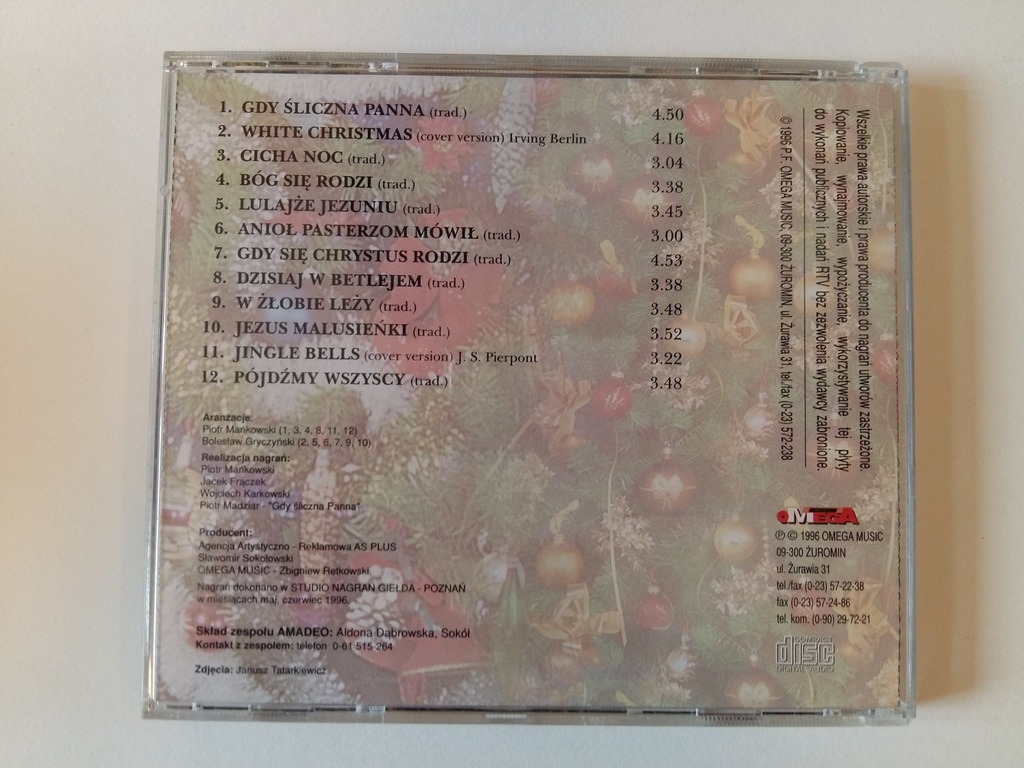 1. GDY ŚLICZNA PANNA (trad.) 4.50
2. WHITE CHRISTMAS (cover version) Irving Berlin 4.16
3. CICHA NOC (trad.) 3.04
4. BÓG SIĘ RODZI (trad.) 3.38
5. LULAJŻE JEZUNIU (trad.) 3.45
6. ANIOŁ PASTERZOM MÓWIŁ (trad.) 3.00
7. GDY SIĘ CHRYSTUS RODZI (trad.) 4.53
8. DZISIAJ W BETLEJEM (trad.) 3.38
9. W ŻŁOBIE LEŻY (trad.) 3.48
10. JEZUS MALUSIEŃKI (trad.) 3.52
11. JINGLE BELLS (cover version) J. S. Pierpont 3.22
12. PÓJDŹMY WSZYSCY (trad.) 3.48
Aranżacje:
Piotr Mańkowski (1, 3, 4, 8, 11, 12)
Bolesław Gryczyński (2, 5, 6, 7, 9, 10)
Realizacja nagrań:
Piotr Mańkowski
Jacek Frączek
Wojciech Karkowski
Piotr Madziar - "Gdy śliczna Panna"
Producent:
Agencja Artystyczno - Reklamowa AS PLUS
Sławomir Sokołowski
OMEGA MUSIC - Zbigniew Retkowski
Nagrań dokonano w STUDIO NAGRAŃ GIEŁDA - POZNAŃ
w miesiącach maj, czerwiec 1996.
Skład zespołu AMADEO: Aldona Dąbrowska, Sokół
Kontakt z zespołem: telefon 0-61 515-264
Zdjęcia: Janusz Tatarkiewicz
Wszelkie prawa autorskie i prawa producenta do nagrań utworów zastrzeżone.
Kopiowanie, wynajmowanie, wypożyczanie, wykorzystywanie tej płyty
do wykonań publicznych i nadań RTV bez zezwolenia wydawcy zabronione.
© 1996 P.F. OMEGA MUSIC, 09-300 ŻUROMIN, ul. Żurawia 31, tel./fax (0-23) 572-238
OMEGA
℗ © 1996 OMEGA MUSIC
09-300 ŻUROMIN
ul. Żurawia 31
tel./fax (0-23) 57-22-38
fax (0-23) 57-24-86
tel. kom. (0-90) 29-72-21
COMPACT
disc
DIGITAL AUDIO